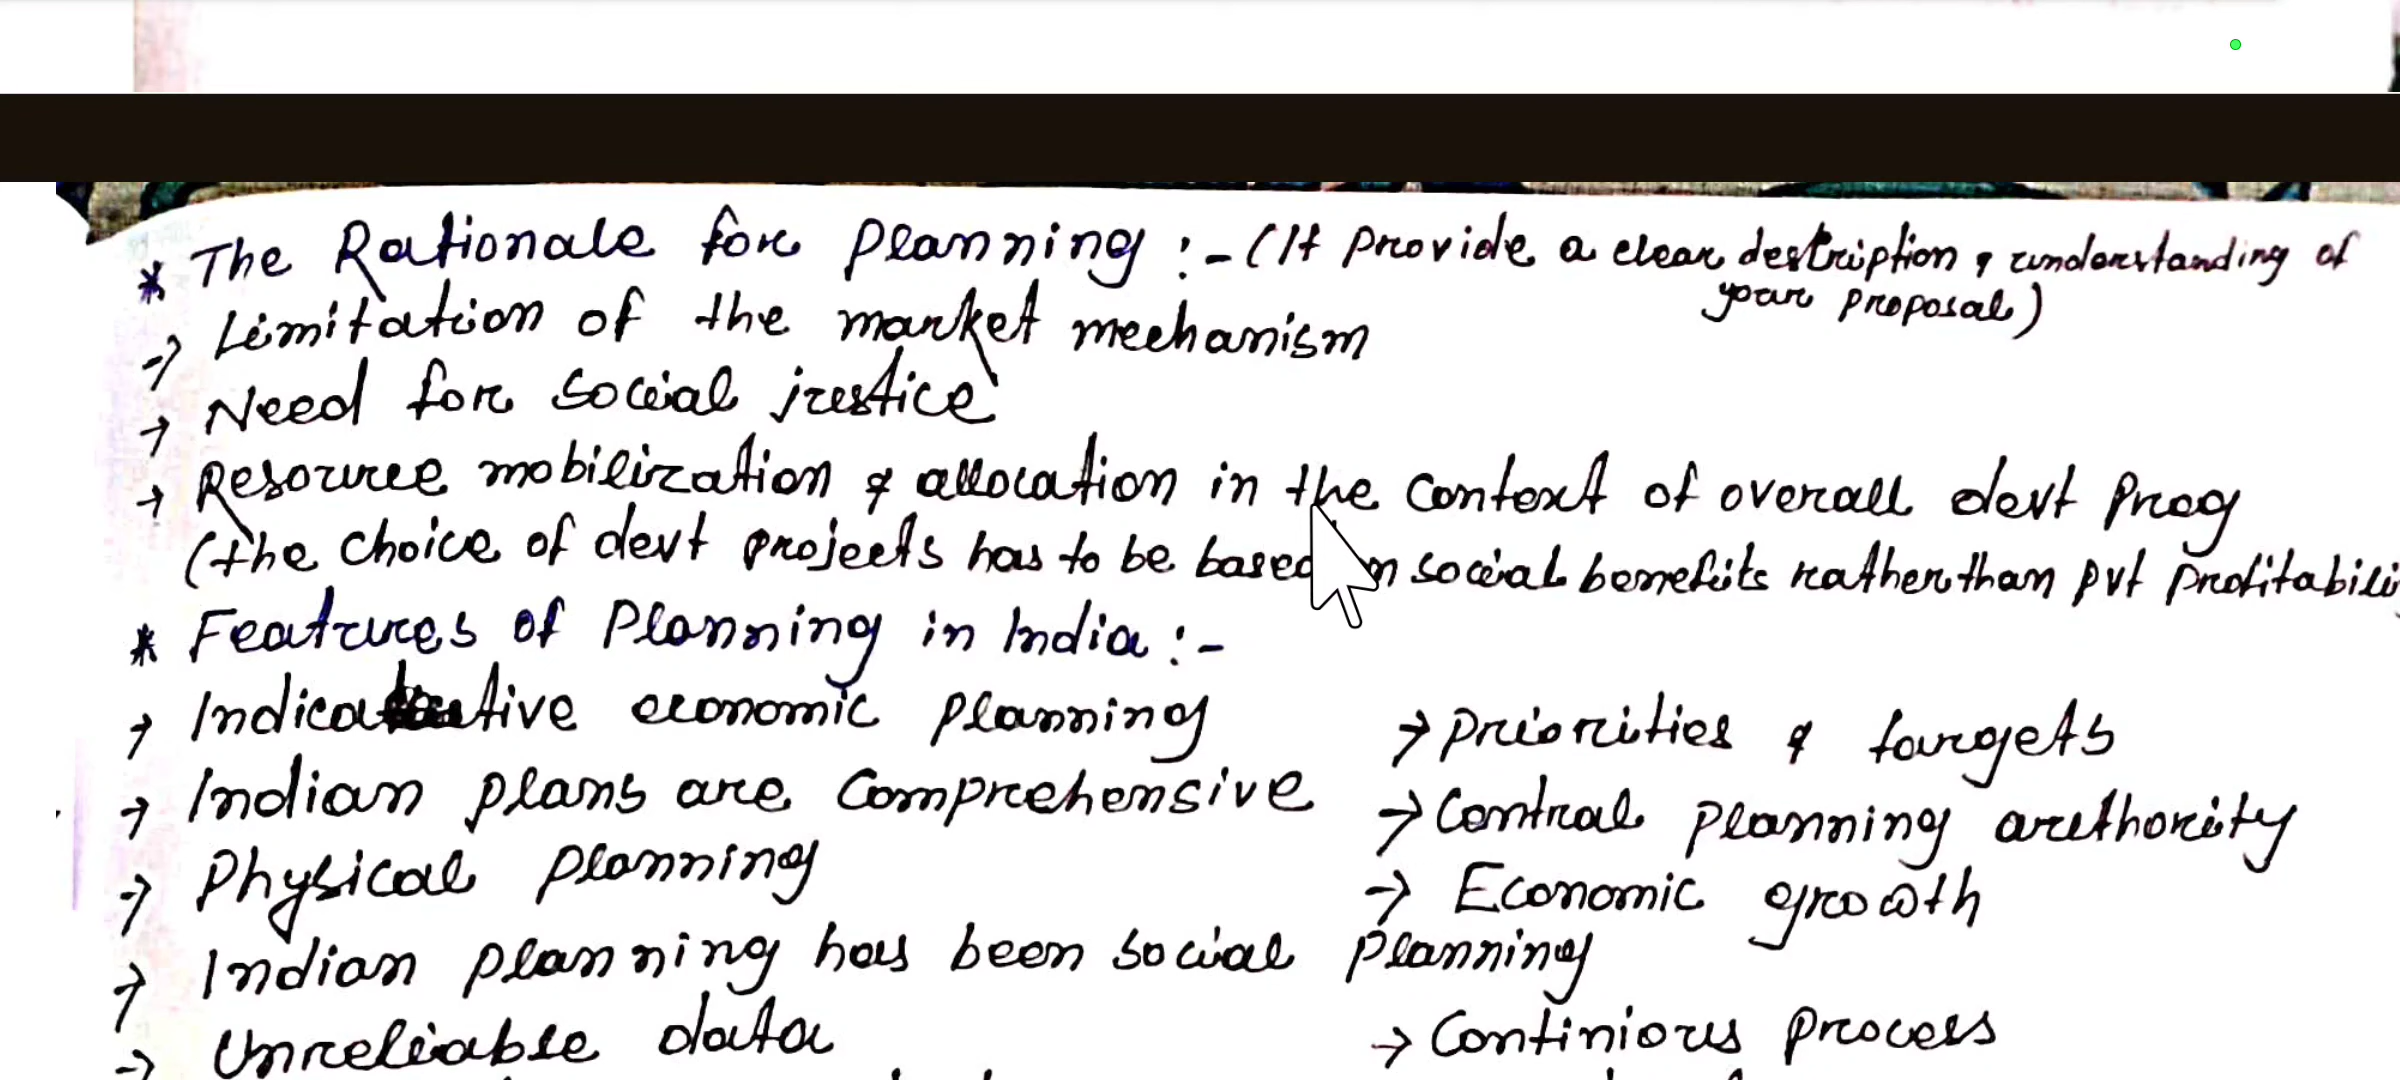 * The Rationale for Planning :- (It provide a clear destription & understanding of
your proposal)
→ Limitation of the market mechanism
→ Need for social justice
→ Resource mobilization & allocation in the context of overall devt Prog
(the choice of devt projects has to be based on social benefits rather than pvt Profitabili
* Features of Planning in India :-
→ Indicative economic planning
→ Priorities & targets
→ Indian plans are Comprehensive
→ Central planning authority
→ Physical planning
→ Economic growth
→ Indian planning has been social planning
→ Unreliable data
→ Continious process